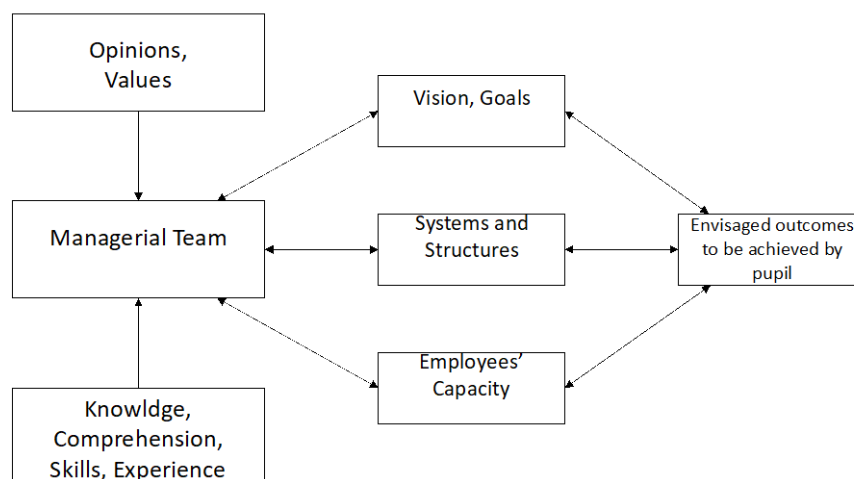 Opinions,
Values
Vision, Goals
Managerial Team
Systems and
Structures
Envisaged outcomes
to be achieved by
pupil
Employees’
Capacity
Knowldge,
Comprehension,
Skills, Experience